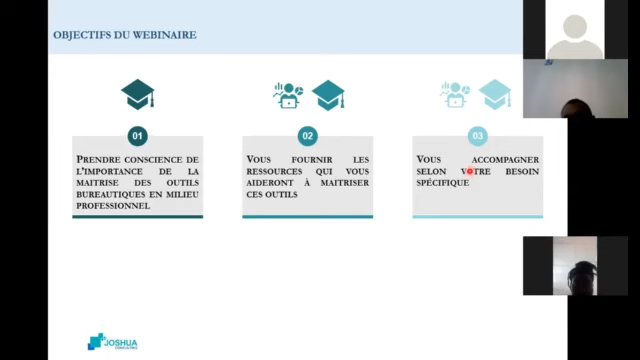 OBJECTIFS DU WEBINAIRE
01
PRENDRE CONSCIENCE DE
L'IMPORTANCE DE LA
MAITRISE DES OUTILS
BUREAUTIQUES EN MILIEU
PROFESSIONNEL
02
VOUS FOURNIR LES
RESSOURCES QUI VOUS
AIDERONT À MAITRISER
CES OUTILS
03
VOUS ACCOMPAGNER
SELON VOTRE BESOIN
SPÉCIFIQUE
JOSHUA